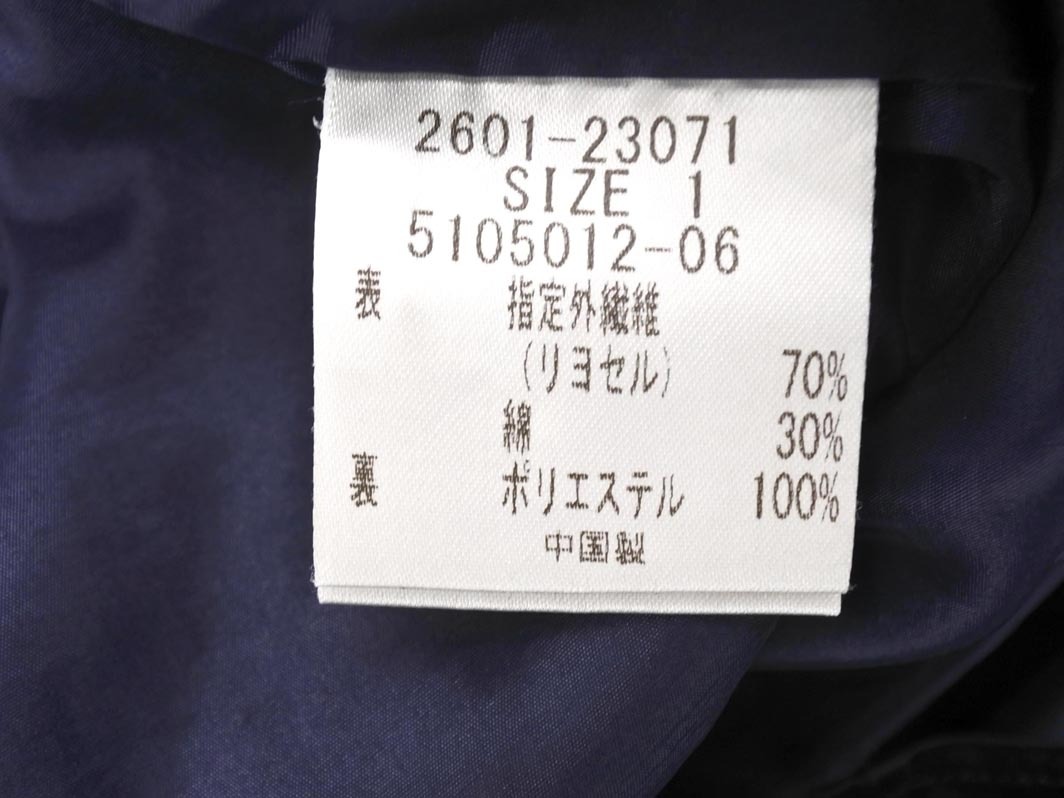 2601-23071
SIZE 1
5105012-06
表 指定外繊維
(リヨセル) 70%
綿 30%
裏 ポリエステル 100%
中国製